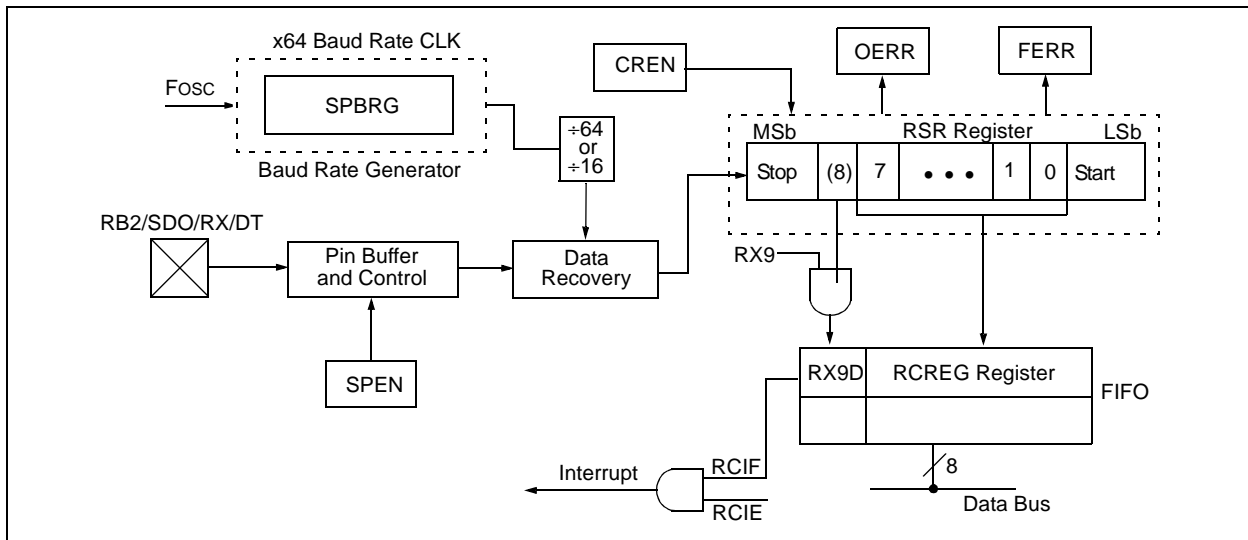 x64 Baud Rate CLK
FOSC
SPBRG
Baud Rate Generator
÷64
or
÷16
CREN
OERR
FERR
MSb
RSR Register
LSb
Stop
(8)
7
• • •
1
0
Start
RB2/SDO/RX/DT
Pin Buffer
and Control
Data
Recovery
RX9
SPEN
RX9D
RCREG Register
FIFO
Interrupt
RCIF
RCIE
8
Data Bus